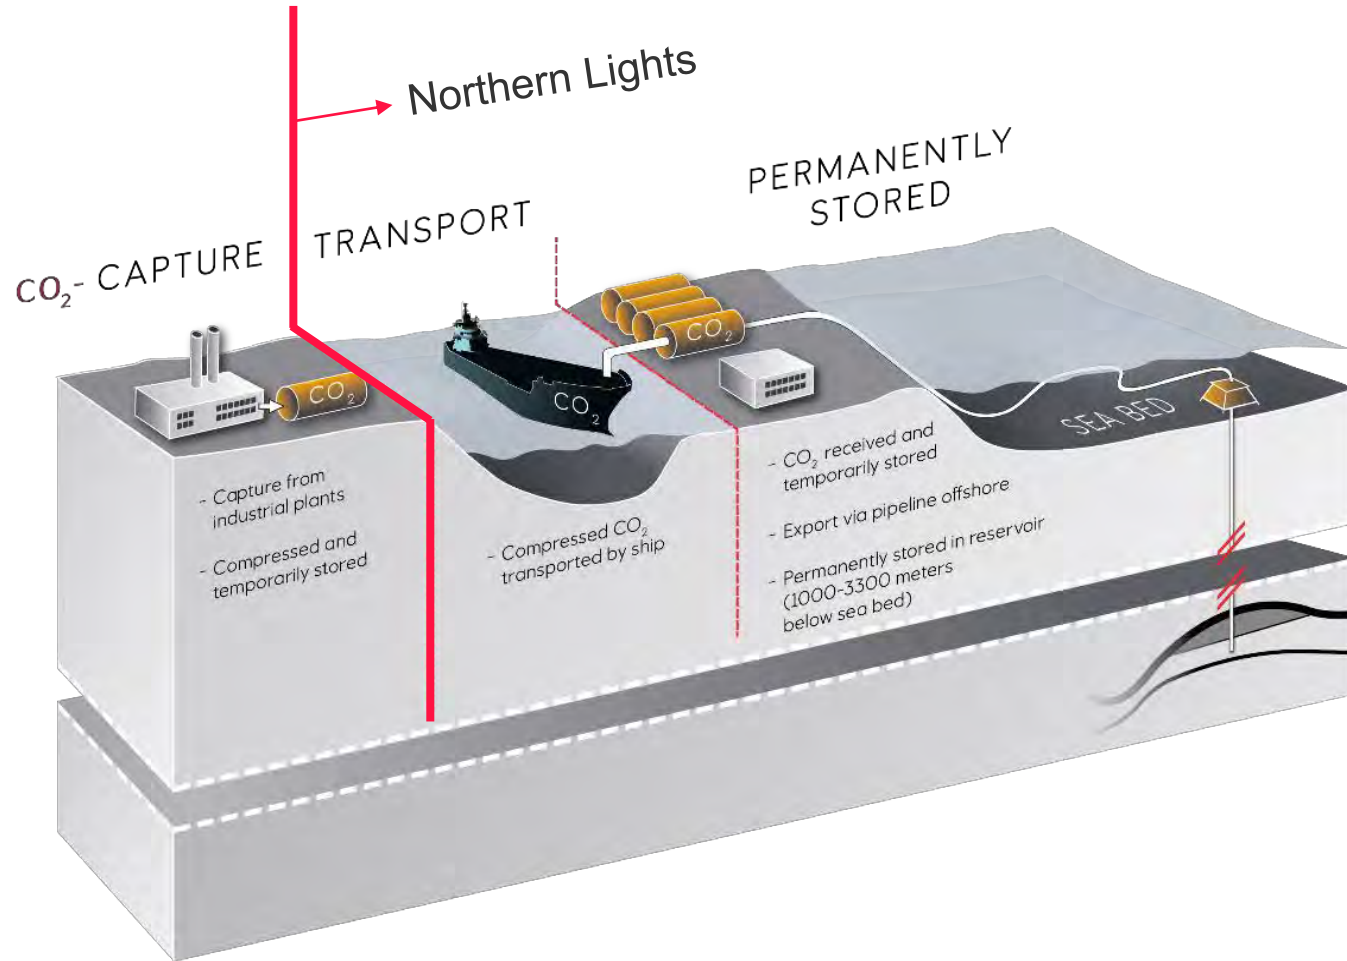 Northern Lights
PERMANENTLY
STORED
TRANSPORT
CO₂- CAPTURE
CO₂
CO₂
CO₂
SEA BED
- Capture from
industrial plants
- Compressed and
temporarily stored
- Compressed CO₂
transported by ship
- CO₂ received and
temporarily stored
- Export via pipeline offshore
- Permanently stored in reservoir
(1000-3300 meters
below sea bed)